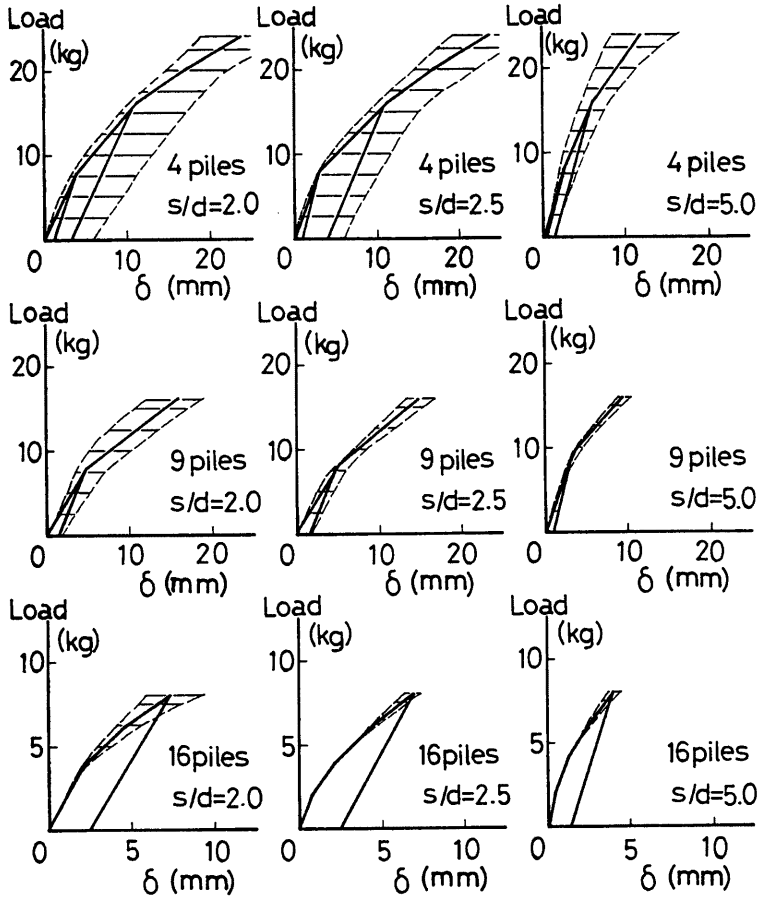 Load
(kg)
20
10
4 piles
s/d=2.0
0 10 20
δ (mm)
Load
(kg)
20
10
4 piles
s/d=2.5
0 10 20
δ (mm)
Load
(kg)
20
10
4 piles
s/d=5.0
0 10 20
δ (mm)
Load
(kg)
20
10
9 piles
s/d=2.0
0 10 20
δ (mm)
Load
(kg)
20
10
9 piles
s/d=2.5
0 10 20
δ (mm)
Load
(kg)
20
10
9 piles
s/d=5.0
0 10 20
δ (mm)
Load
(kg)
10
5
16piles
s/d=2.0
0 5 10
δ (mm)
Load
(kg)
10
5
16piles
s/d=2.5
0 5 10
δ (mm)
Load
(kg)
10
5
16piles
s/d=5.0
0 5 10
δ (mm)